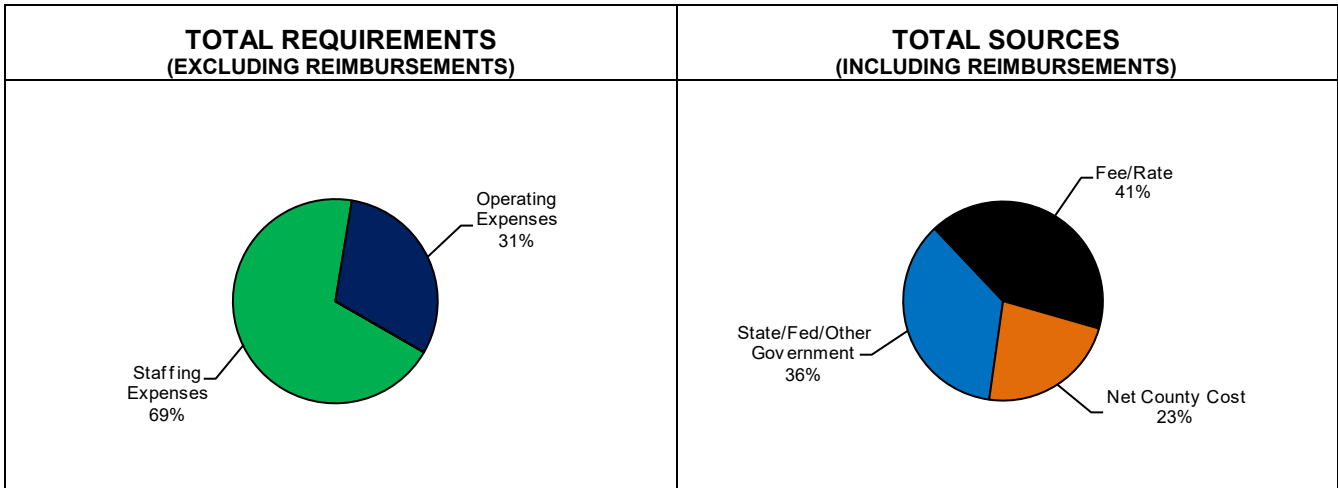 TOTAL REQUIREMENTS
(EXCLUDING REIMBURSEMENTS)
Operating
Expenses
31%
Staffing
Expenses
69%
TOTAL SOURCES
(INCLUDING REIMBURSEMENTS)
Fee/Rate
41%
State/Fed/Other
Government
36%
Net County Cost
23%